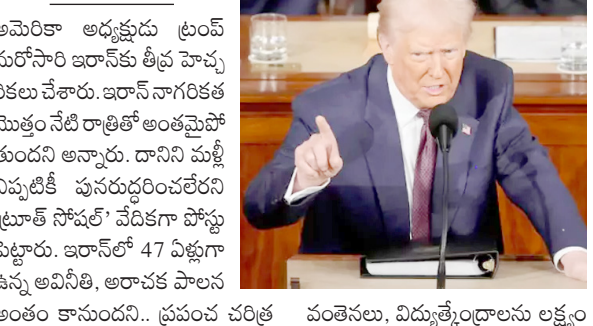 అమెరికా అధ్యక్షుడు ట్రంప్
మరోసారి ఇరాన్‌కు తీవ్ర హెచ్చ
రికలు చేశారు. ఇరాన్ నాగరికత
మొత్తం నేటి రాత్రితో అంతమైపో
తుందని అన్నారు. దానిని మళ్లీ
ఎప్పటికీ పునరుద్ధరించలేరని
ట్రూత్ సోషల్' వేదికగా పోస్టు
పెట్టారు. ఇరాన్‌లో 47 ఏళ్లుగా
ఉన్న అవినీతి, అరాచక పాలన
అంతం కానుందని.. ప్రపంచ చరిత్ర
వంతెనలు, విద్యుత్కేంద్రాలను లక్ష్యం